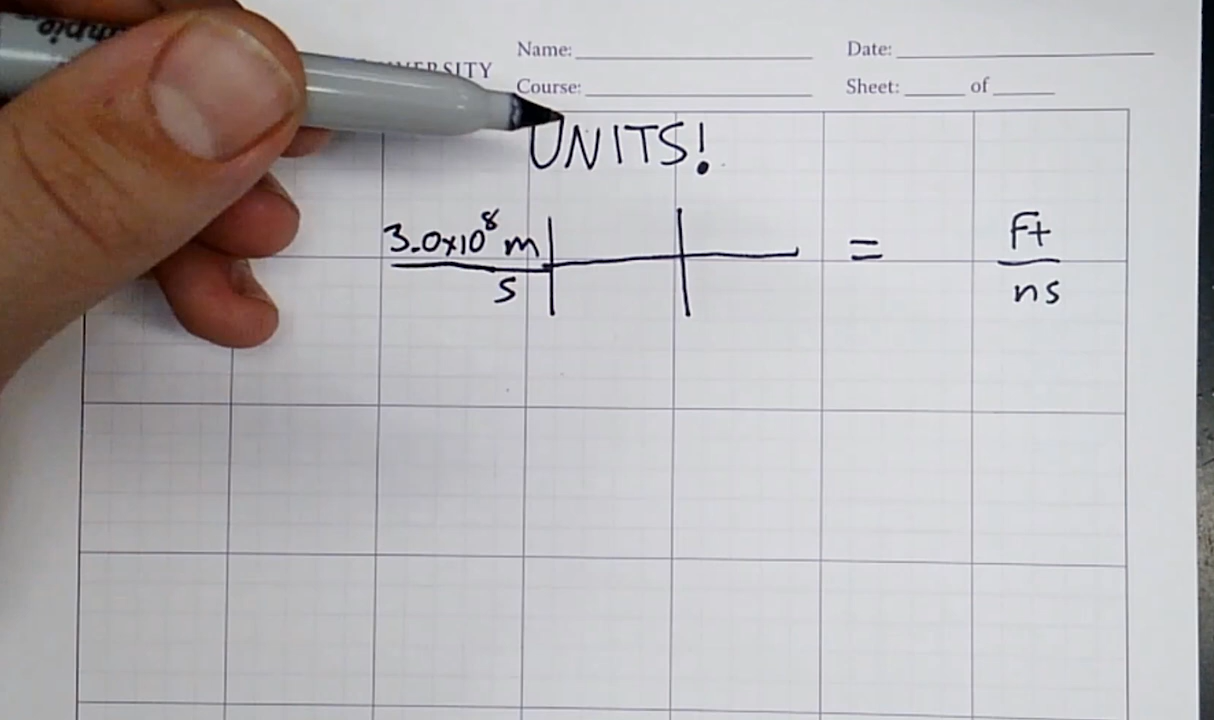 Name: Date:
Course: Sheet: of
UNITS!
3.0x10⁸ m = Ft
s ns